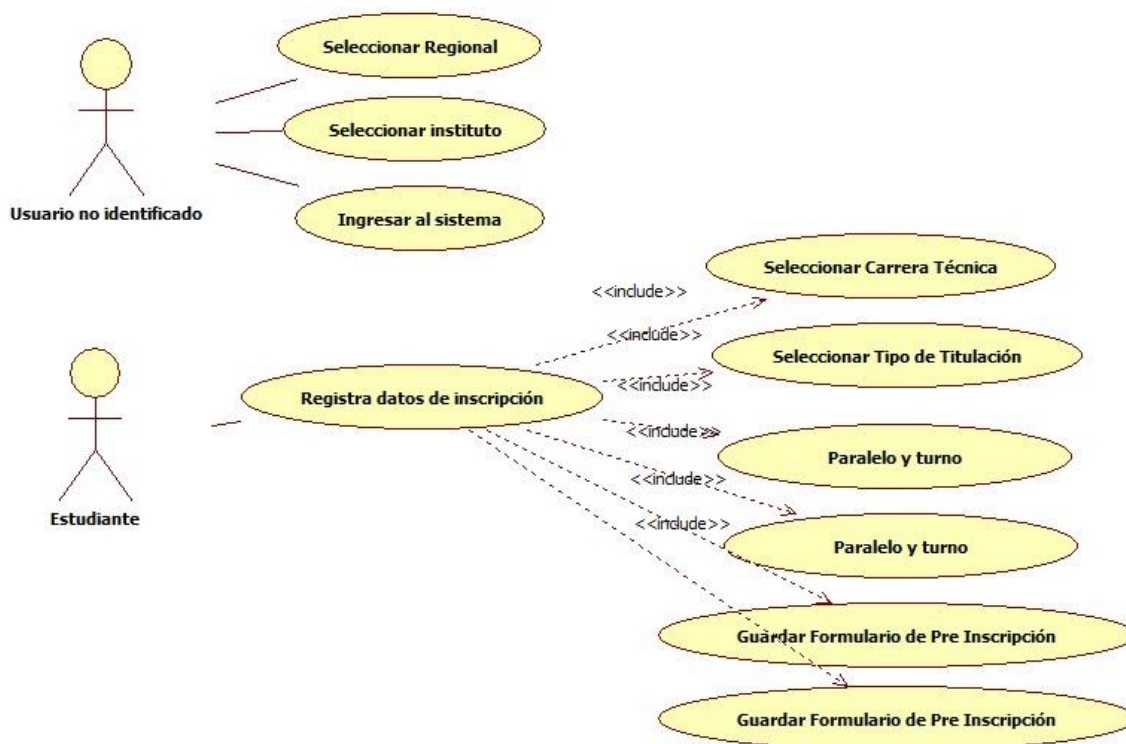 Seleccionar Regional
Seleccionar instituto
Usuario no identificado
Ingresar al sistema
Seleccionar Carrera Técnica
<<include>>
<<include>>
Seleccionar Tipo de Titulación
<<include>>
Registra datos de inscripción
<<include>>
Paralelo y turno
<<include>>
Estudiante
<<include>>
Paralelo y turno
Guardar Formulario de Pre Inscripción
Guardar Formulario de Pre Inscripción